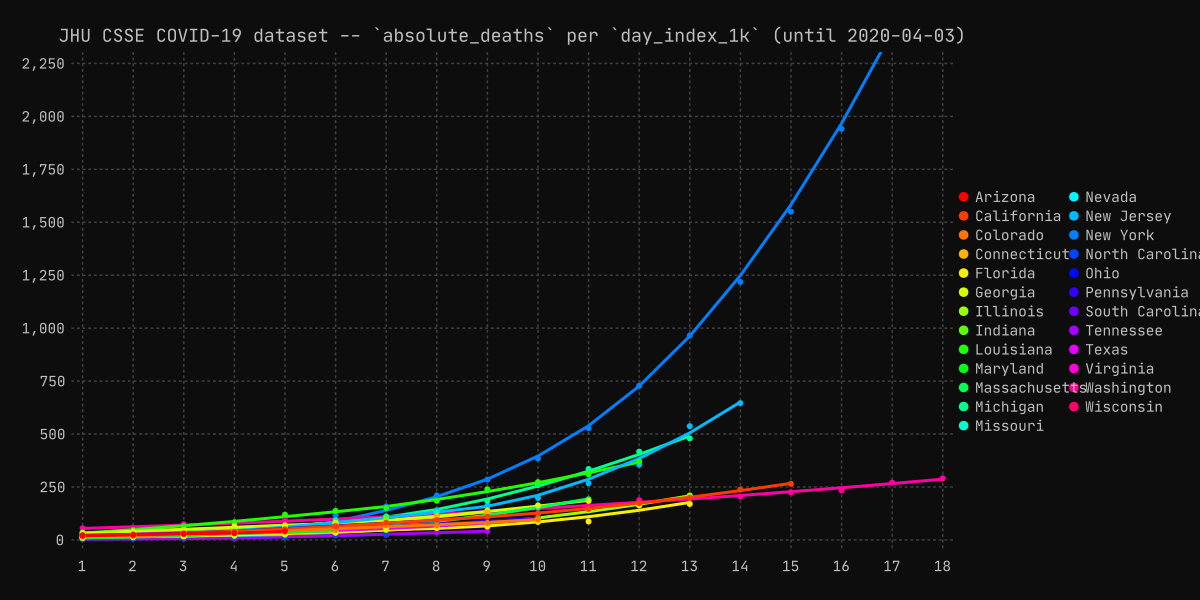 JHU CSSE COVID-19 dataset -- `absolute_deaths` per `day_index_1k` (until 2020-04-03)
2,250
2,000
1,750
1,500
1,250
1,000
750
500
250
0
1 2 3 4 5 6 7 8 9 10 11 12 13 14 15 16 17 18
Arizona
California
Colorado
Connecticut
Florida
Georgia
Illinois
Indiana
Louisiana
Maryland
Massachusetts
Michigan
Missouri
Nevada
New Jersey
New York
North Carolina
Ohio
Pennsylvania
South Carolina
Tennessee
Texas
Virginia
Washington
Wisconsin